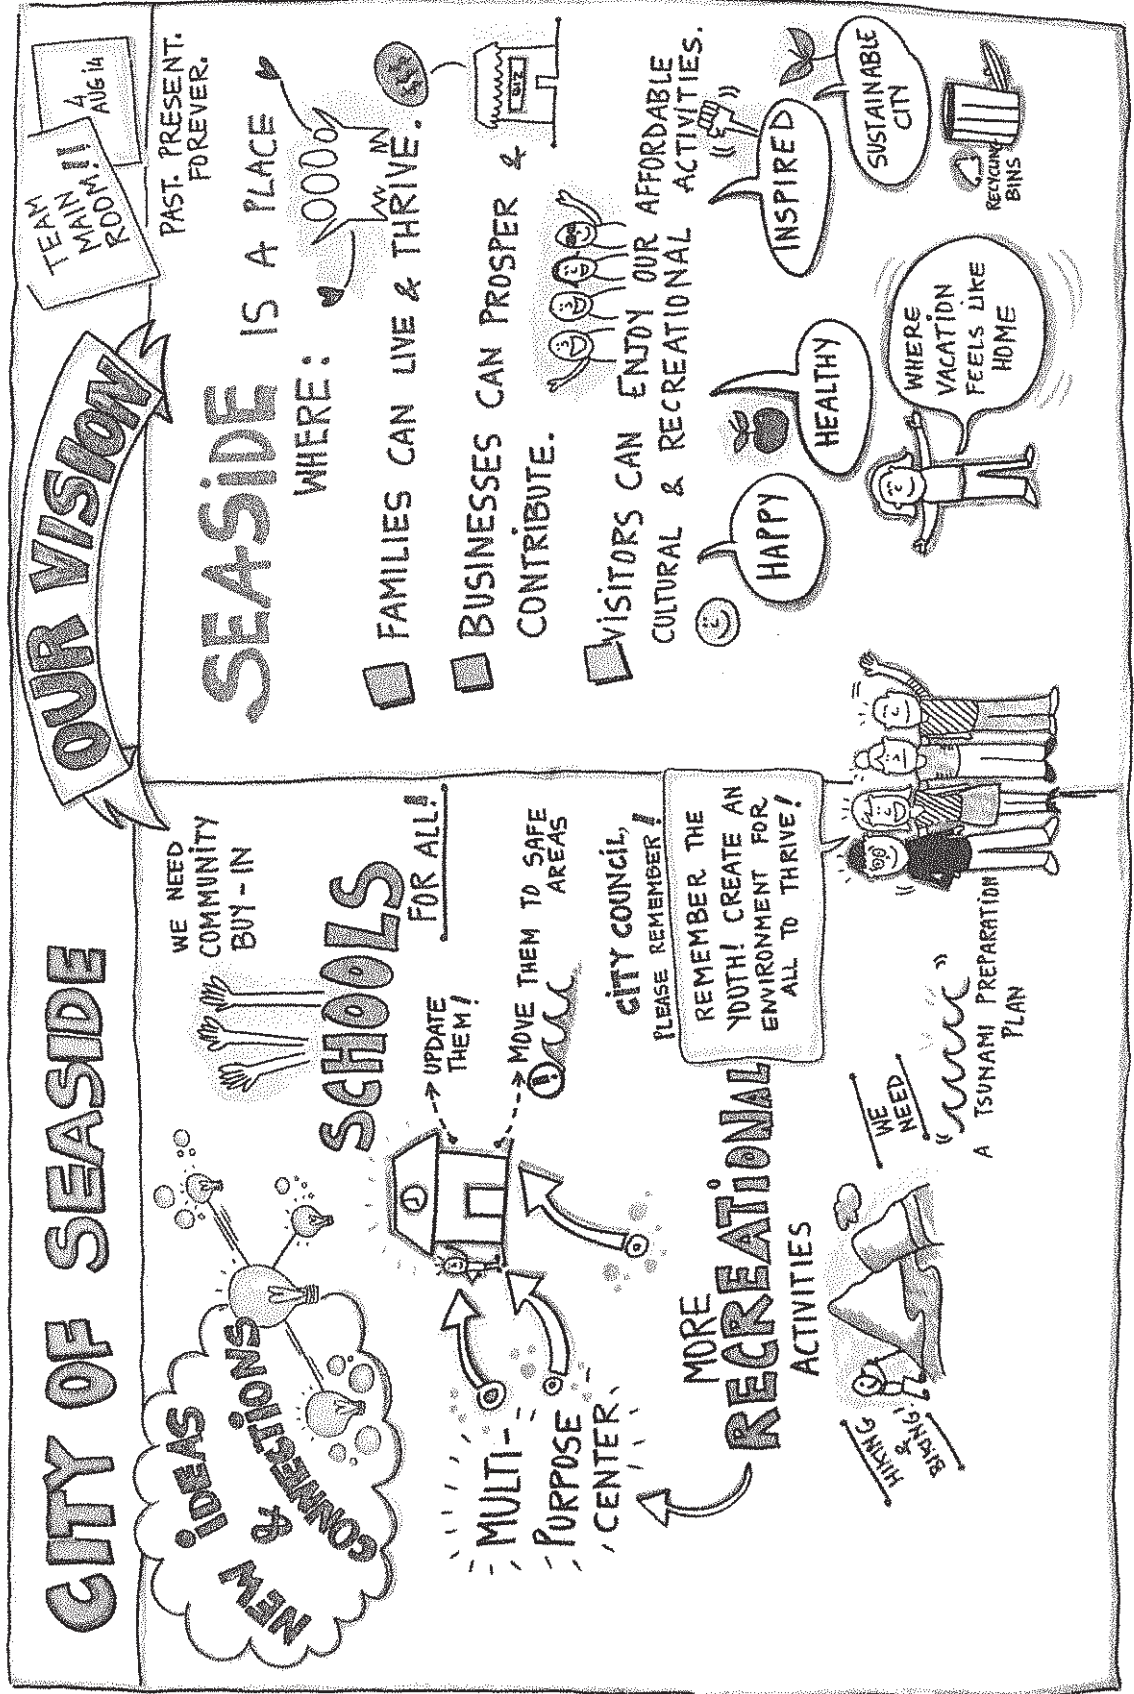 CITY OF SEASIDE
OUR VISION
TEAM
MAIN
ROOM!!!
4
AUG 14
NEW
IDEAS
&
CONNECTIONS
WE NEED
COMMUNITY
BUY-IN
SCHOOLS
FOR ALL!!
UPDATE
THEM!
MOVE THEM TO SAFE
AREAS
!
MULTI-
PURPOSE
CENTER
MORE
RECREATIONAL
ACTIVITIES
HIKING
&
BIKING!
CITY COUNCIL,
PLEASE REMEMBER!
REMEMBER THE
YOUTH! CREATE AN
ENVIRONMENT FOR
ALL TO THRIVE!
WE
NEED
A TSUNAMI PREPARATION
PLAN
PAST. PRESENT.
FOREVER.
SEASIDE IS A PLACE
WHERE:
FAMILIES CAN LIVE & THRIVE.
BUSINESSES CAN PROSPER &
CONTRIBUTE.
BIZ
VISITORS CAN ENJOY OUR AFFORDABLE
CULTURAL & RECREATIONAL ACTIVITIES.
HAPPY
HEALTHY
INSPIRED
SUSTAINABLE
CITY
WHERE
VACATION
FEELS LIKE
HOME
RECYCLING
BINS